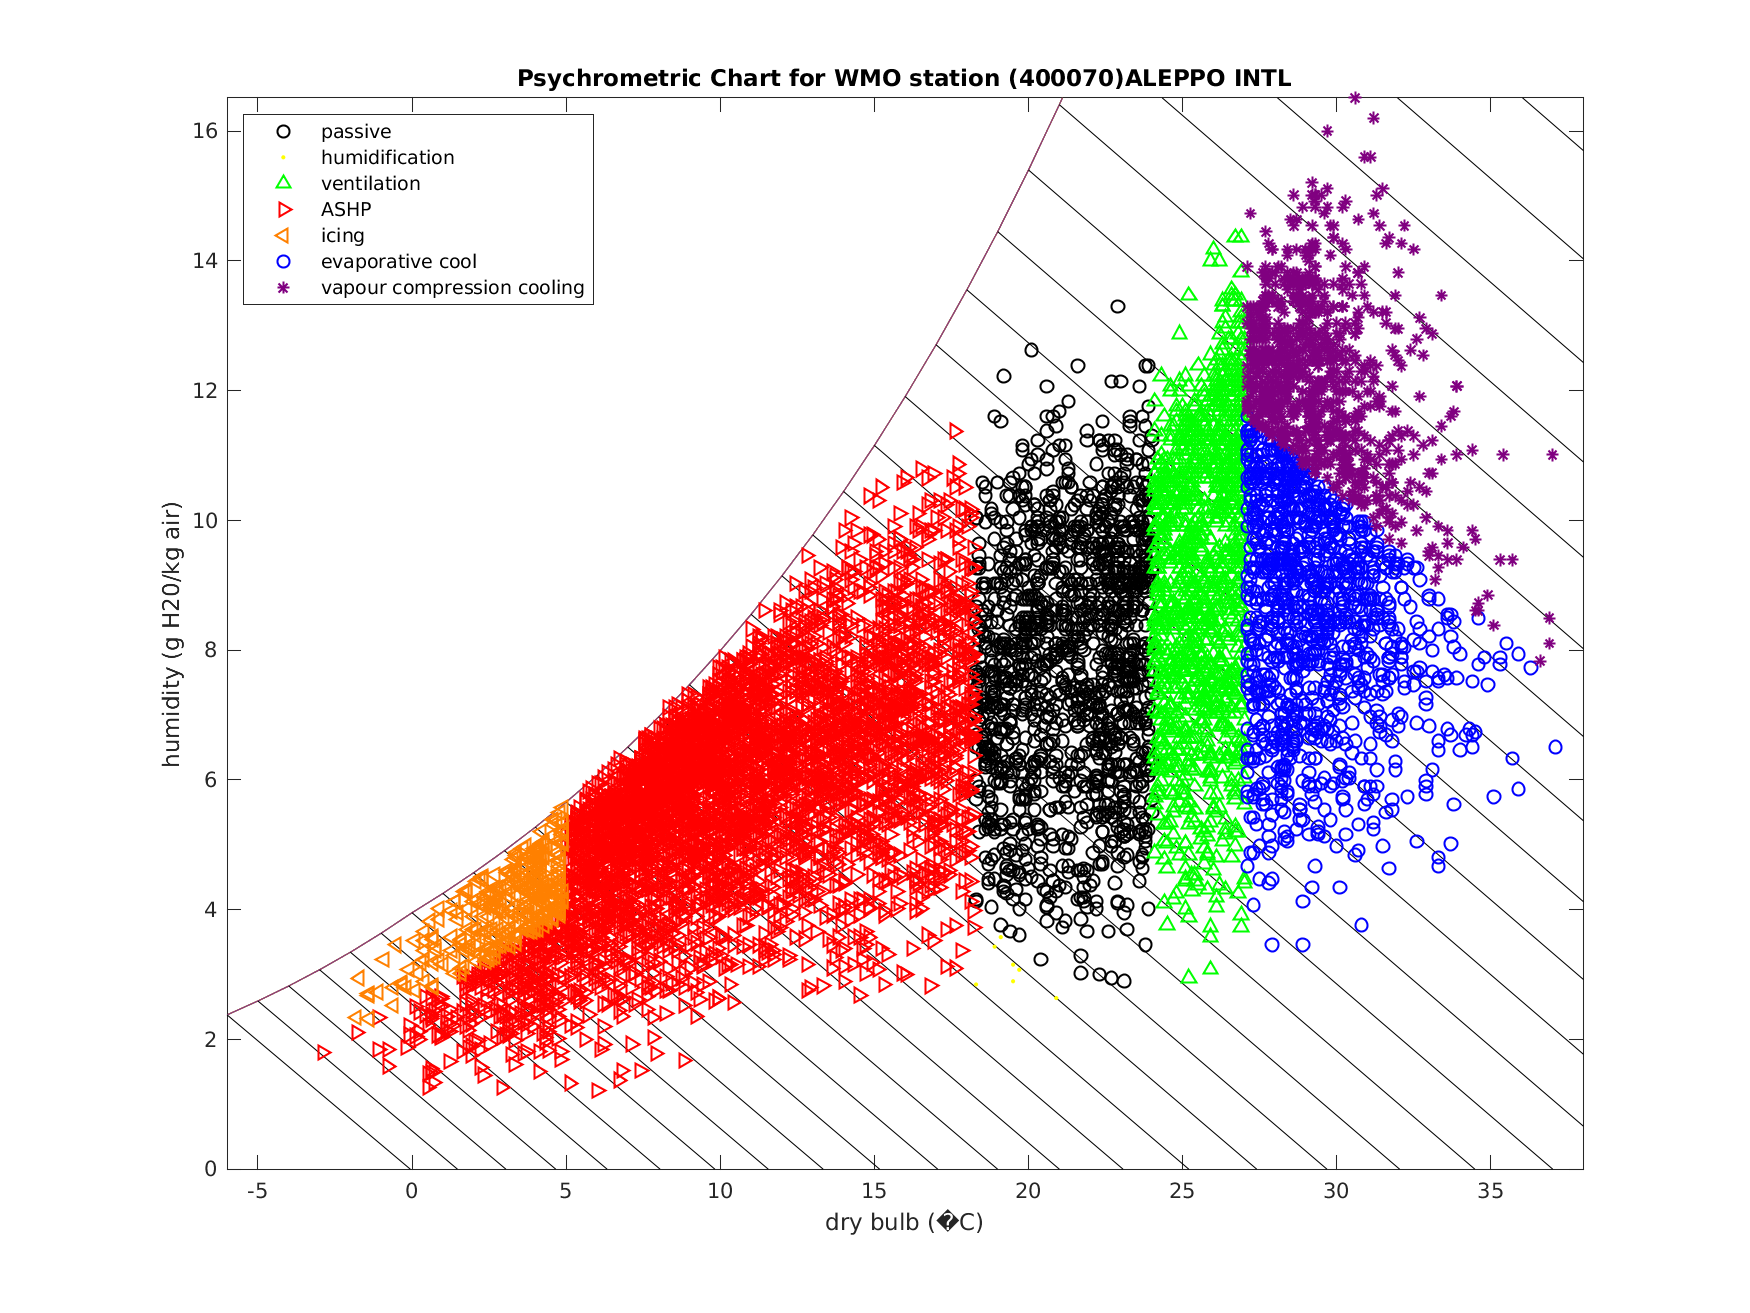 Psychrometric Chart for WMO station (400070)ALEPPO INTL
passive
humidification
ventilation
ASHP
icing
evaporative cool
vapour compression cooling
16
14
12
10
8
6
4
2
0
humidity (g H20/kg air)
-5 0 5 10 15 20 25 30 35
dry bulb (�C)